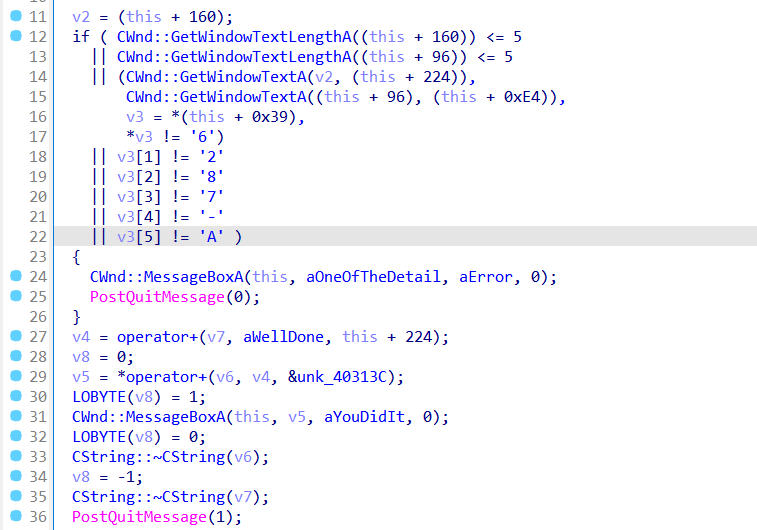 11 v2 = (this + 160);
12 if ( CWnd::GetWindowTextLengthA((this + 160)) <= 5
13 || CWnd::GetWindowTextLengthA((this + 96)) <= 5
14 || (CWnd::GetWindowTextA(v2, (this + 224)),
15 CWnd::GetWindowTextA((this + 96), (this + 0xE4)),
16 v3 = *(this + 0x39),
17 *v3 != '6')
18 || v3[1] != '2'
19 || v3[2] != '8'
20 || v3[3] != '7'
21 || v3[4] != '-'
22 || v3[5] != 'A' )
23 {
24 CWnd::MessageBoxA(this, aOneOfTheDetail, aError, 0);
25 PostQuitMessage(0);
26 }
27 v4 = operator+(v7, aWellDone, this + 224);
28 v8 = 0;
29 v5 = *operator+(v6, v4, &unk_40313C);
30 LOBYTE(v8) = 1;
31 CWnd::MessageBoxA(this, v5, aYouDidIt, 0);
32 LOBYTE(v8) = 0;
33 CString::~CString(v6);
34 v8 = -1;
35 CString::~CString(v7);
36 PostQuitMessage(1);